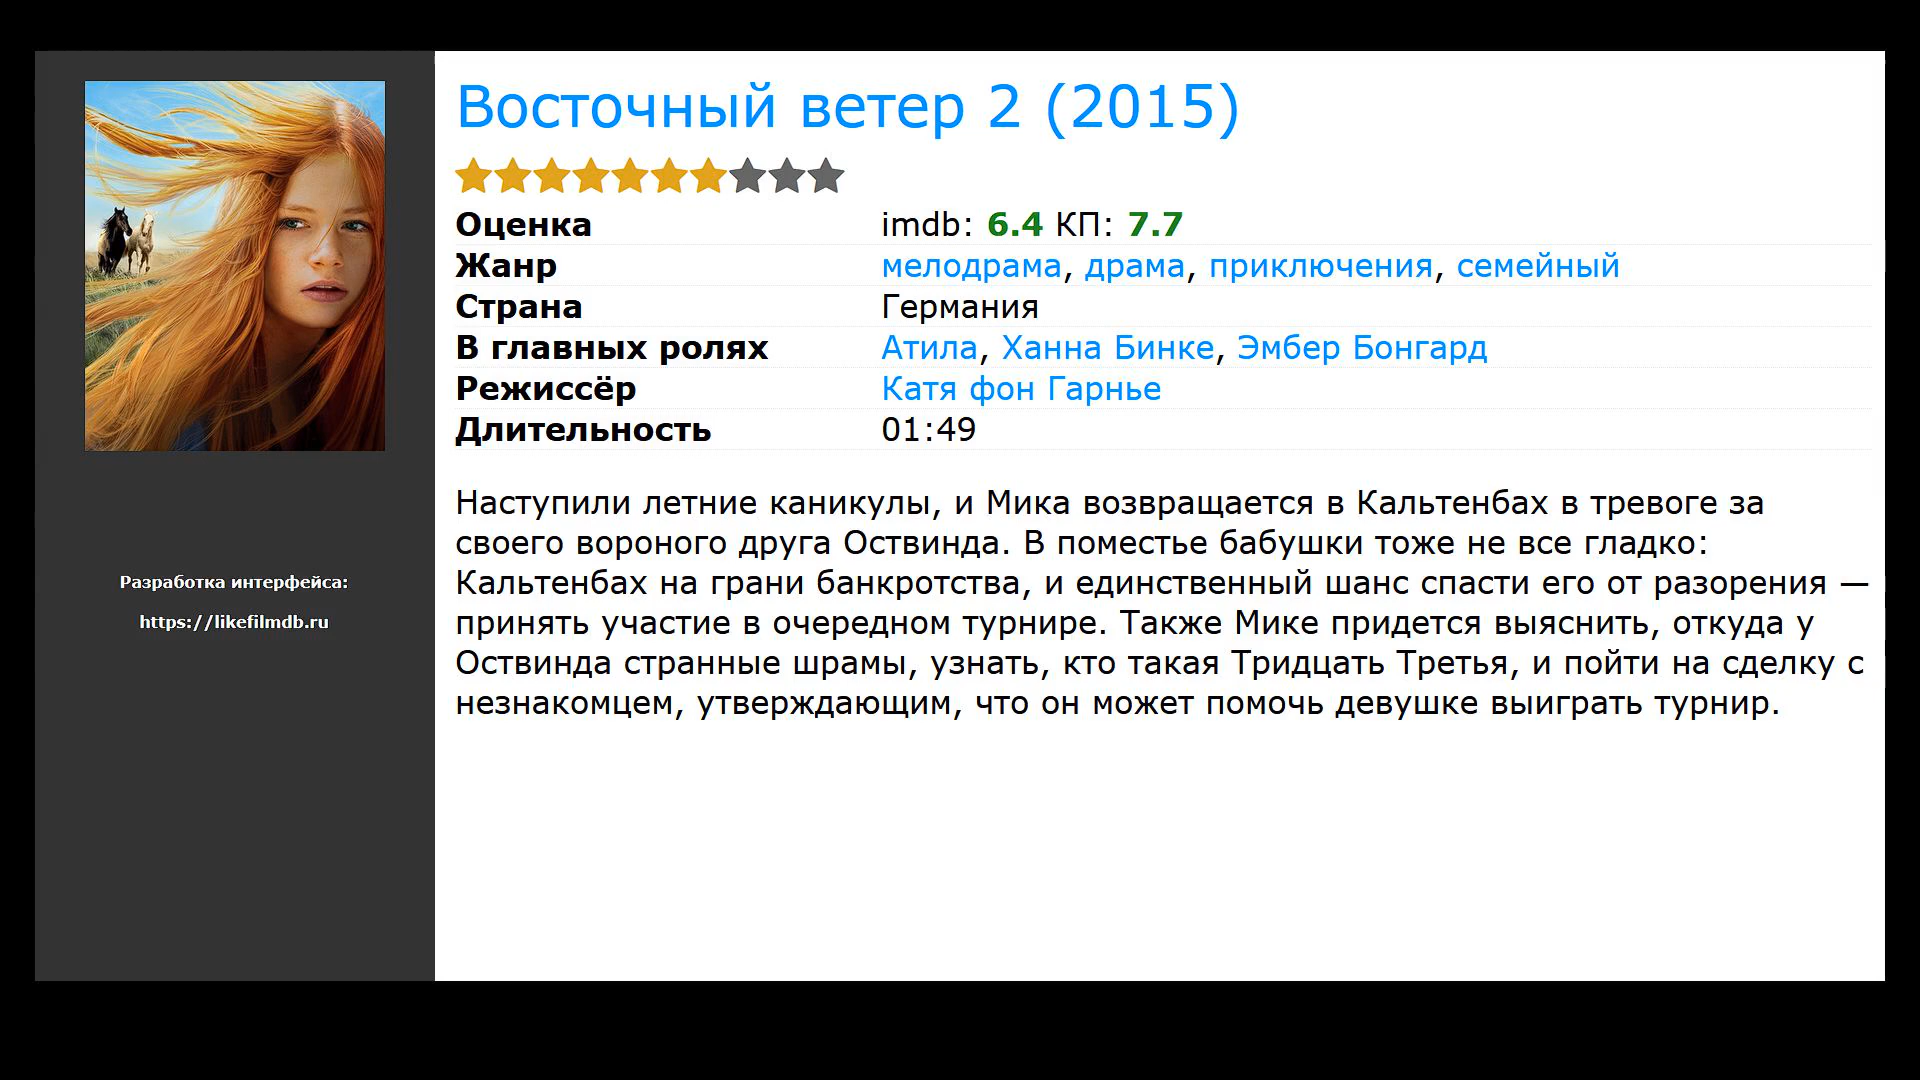 Восточный ветер 2 (2015)
Оценка imdb: 6.4 КП: 7.7
Жанр мелодрама, драма, приключения, семейный
Страна Германия
В главных ролях Атила, Ханна Бинке, Эмбер Бонгард
Режиссёр Катя фон Гарнье
Длительность 01:49
Наступили летние каникулы, и Мика возвращается в Кальтенбах в тревоге за
своего вороного друга Оствинда. В поместье бабушки тоже не все гладко:
Кальтенбах на грани банкротства, и единственный шанс спасти его от разорения —
принять участие в очередном турнире. Также Мике придется выяснить, откуда у
Оствинда странные шрамы, узнать, кто такая Тридцать Третья, и пойти на сделку с
незнакомцем, утверждающим, что он может помочь девушке выиграть турнир.
Разработка интерфейса:
https://likefilmdb.ru